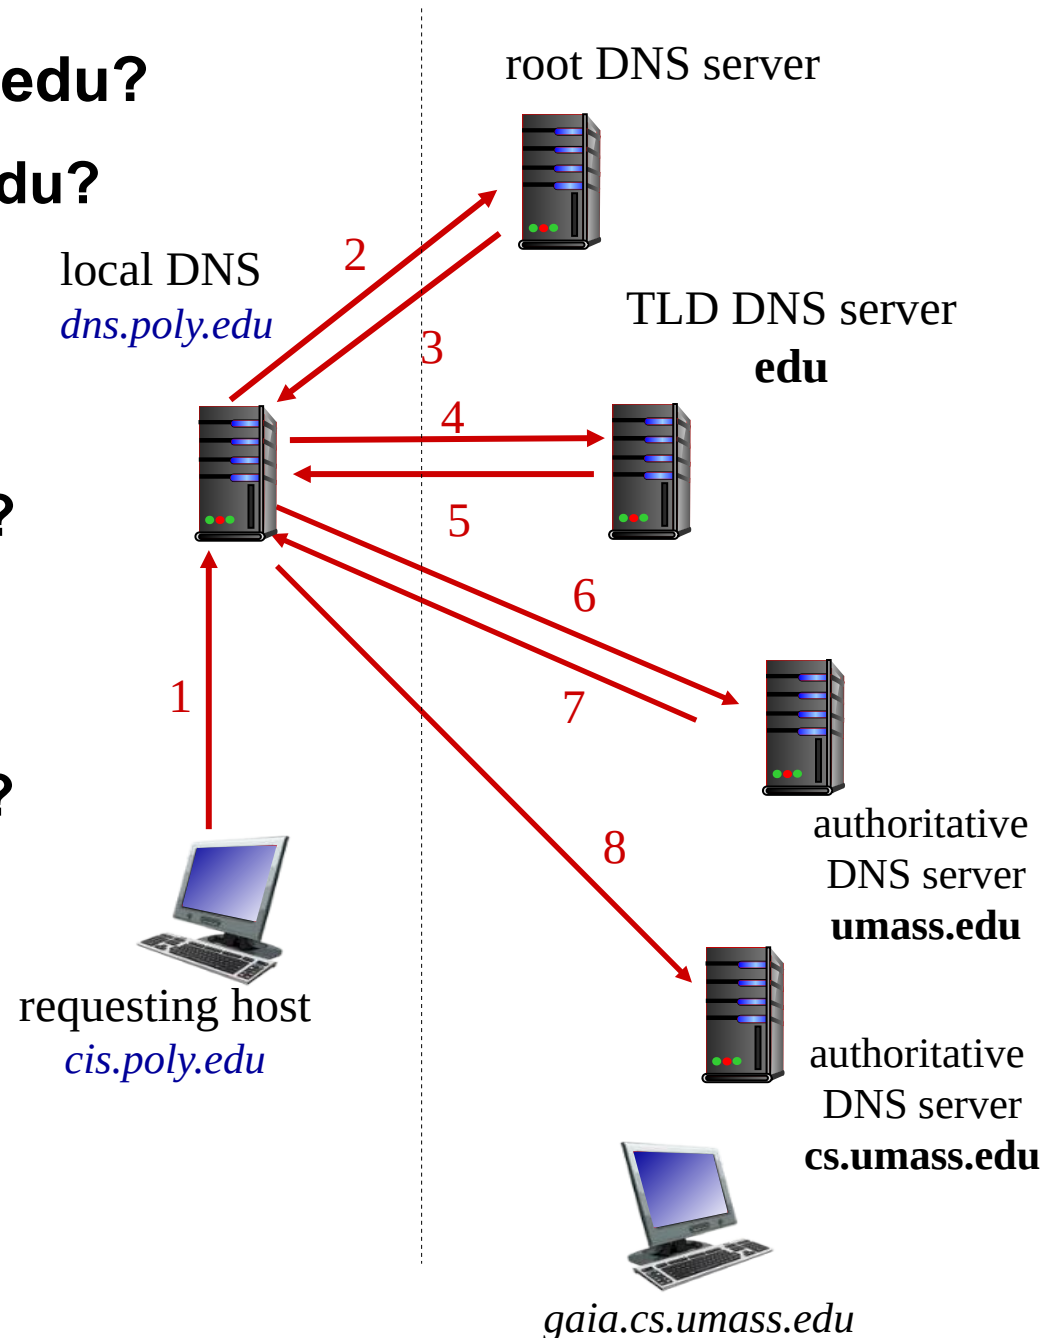 edu?
du?
?
?
root DNS server
local DNS
dns.poly.edu
TLD DNS server
edu
2
3
4
5
6
7
1
8
authoritative
DNS server
umass.edu
requesting host
cis.poly.edu
authoritative
DNS server
cs.umass.edu
gaia.cs.umass.edu